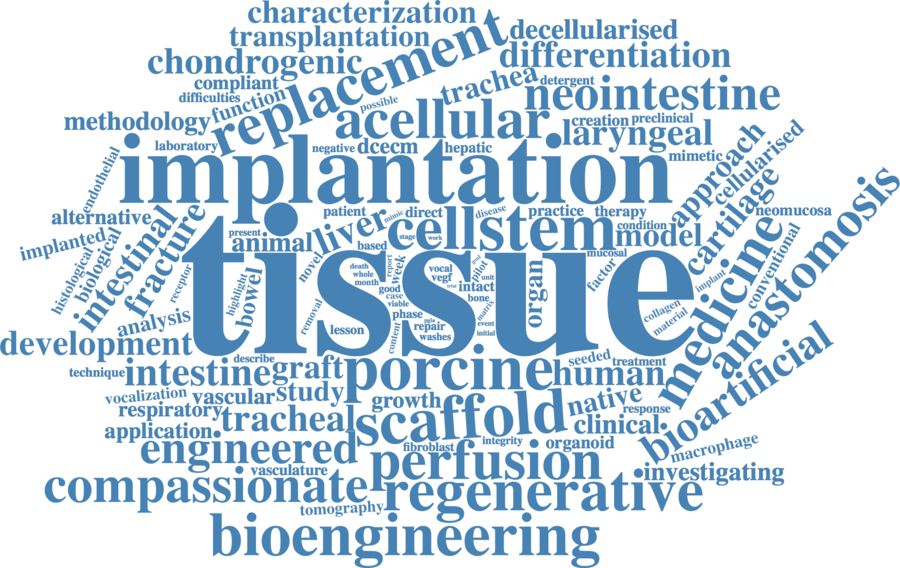 characterization
transplantation
decellularised
chondrogenic
replacement
differentiation
compliant
trachea
detergent
difficulties
function
possible
neointestine
methodology
acellular
creation
preclinical
laryngeal
laboratory
negative
dcecm
hepatic
mimetic
approach
cellularised
implantation
endothelial
cartilage
anastomosis
alternative
intestinal
fracture
patient
mimic
direct
disease
practice
therapy
condition
neomucosa
implanted
biological
histological
present
animal
liver
cell
stem
model
medicine
conventional
tissue
stage
work
based
novel
mucosal
factor
implant
receptor
highlight
bowel
death
whole
month
report
week
good
case
viable
vocal
vegf
pilot
unit
intact
bone
organ
matrix
collagen
material
removal
lesson
phase
content
pgla
repair
washes
event
initial
analysis
development
bioartificial
describe
technique
intestine
graft
porcine
seeded
treatment
human
vocalization
vascular
study
growth
scaffold
native
response
respiratory
tracheal
clinical
application
engineered
fibroblast
integrity
organoid
macrophage
vasculature
perfusion
investigating
compassionate
regenerative
tomography
bioengineering